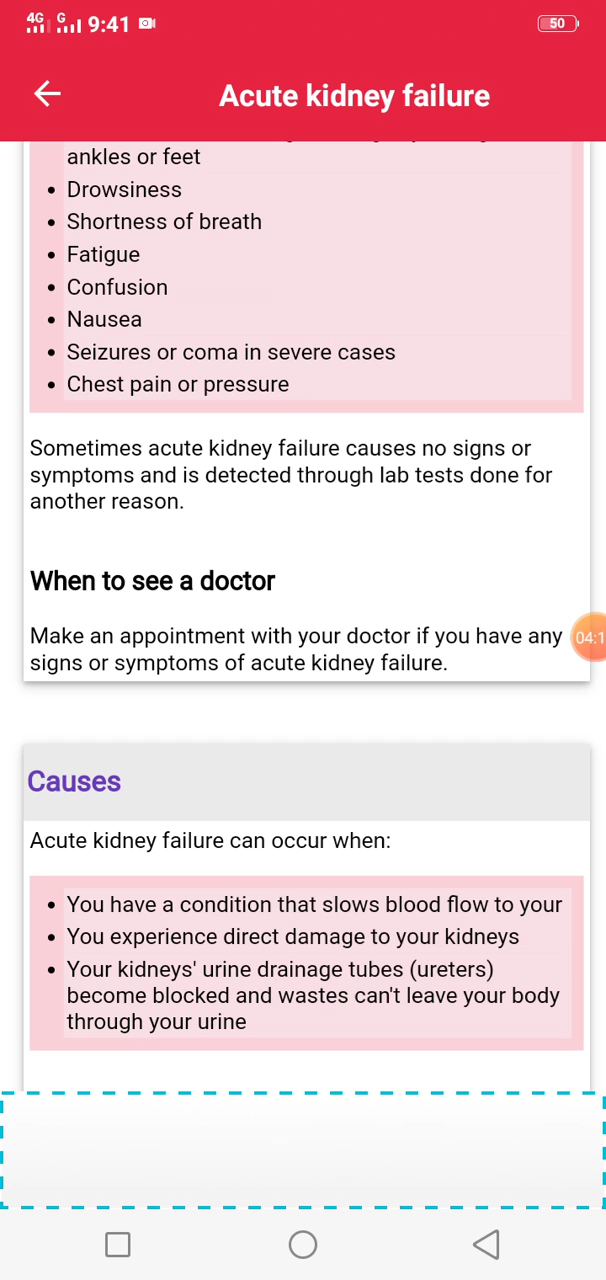 4G G 9:41 50
Acute kidney failure
ankles or feet
Drowsiness
Shortness of breath
Fatigue
Confusion
Nausea
Seizures or coma in severe cases
Chest pain or pressure
Sometimes acute kidney failure causes no signs or
symptoms and is detected through lab tests done for
another reason.
When to see a doctor
Make an appointment with your doctor if you have any
04:1
signs or symptoms of acute kidney failure.
Causes
Acute kidney failure can occur when:
You have a condition that slows blood flow to your
You experience direct damage to your kidneys
Your kidneys' urine drainage tubes (ureters)
become blocked and wastes can't leave your body
through your urine